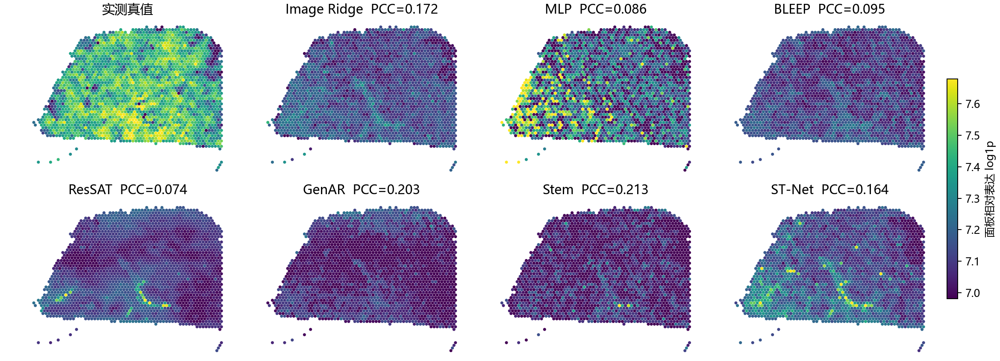 实测真值
Image Ridge PCC=0.172
MLP PCC=0.086
BLEEP PCC=0.095
ResSAT PCC=0.074
GenAR PCC=0.203
Stem PCC=0.213
ST-Net PCC=0.164
7.6
7.5
7.4
7.3
7.2
7.1
7.0
面板相对表达 log1p